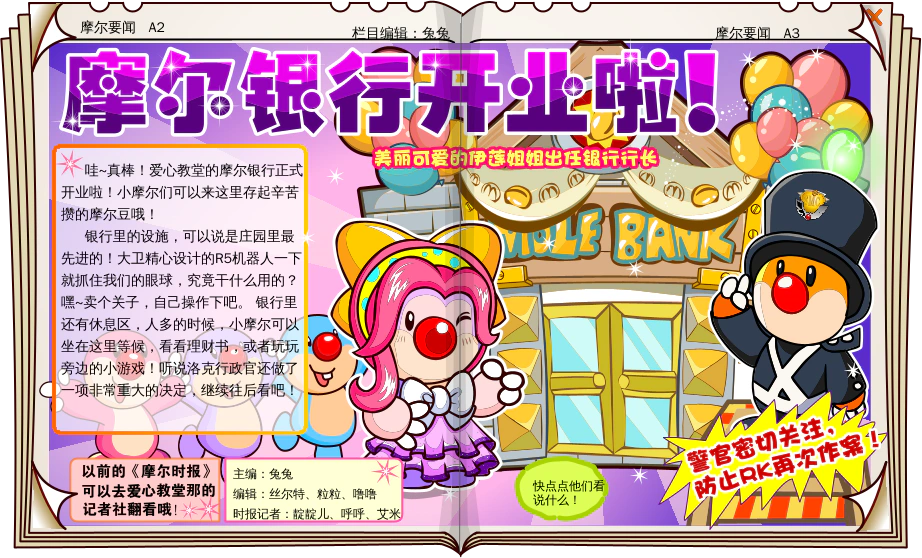 摩尔要闻 A2
栏目编辑：兔兔
摩尔要闻 A3
摩尔银行开业啦！
美丽可爱的伊莲姐姐出任银行行长
哇~真棒！爱心教堂的摩尔银行正式
开业啦！小摩尔们可以来这里存起辛苦
攒的摩尔豆哦！
银行里的设施，可以说是庄园里最
先进的！大卫精心设计的R5机器人一下
就抓住我们的眼球，究竟干什么用的？
嘿~卖个关子，自己操作下吧。 银行里
还有休息区，人多的时候，小摩尔可以
坐在这里等候，看看理财书，或者玩玩
旁边的小游戏！听说洛克行政官还做了
一项非常重大的决定，继续往后看吧！
MOLE BANK
以前的《摩尔时报》
可以去爱心教堂那的
记者社翻看哦!
主编：兔兔
编辑：丝尔特、粒粒、噜噜
时报记者：靛靛儿、呼呼、艾米
快点点他们看
说什么！
警官密切关注，
防止RK再次作案！